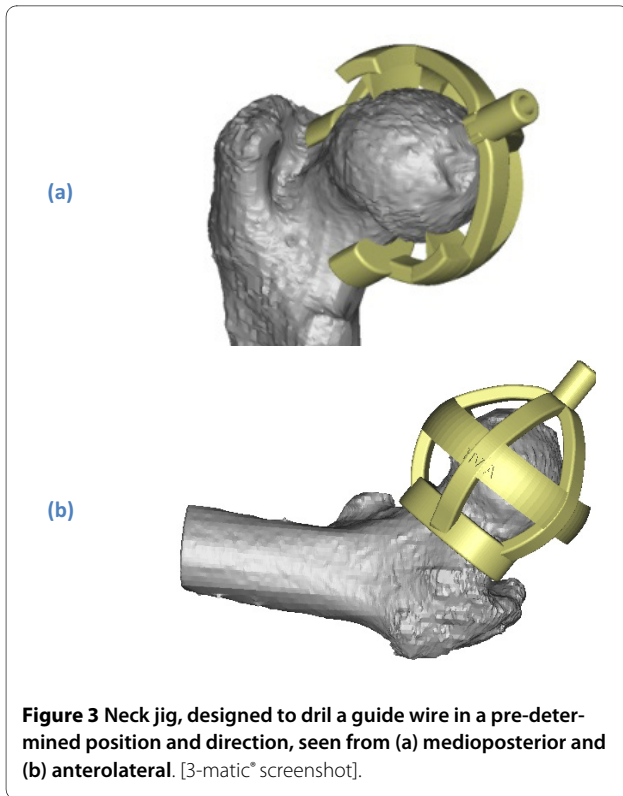 (a)
(b)
Figure 3 Neck jig, designed to dril a guide wire in a pre-deter-
mined position and direction, seen from (a) medioposterior and
(b) anterolateral. [3-matic® screenshot].